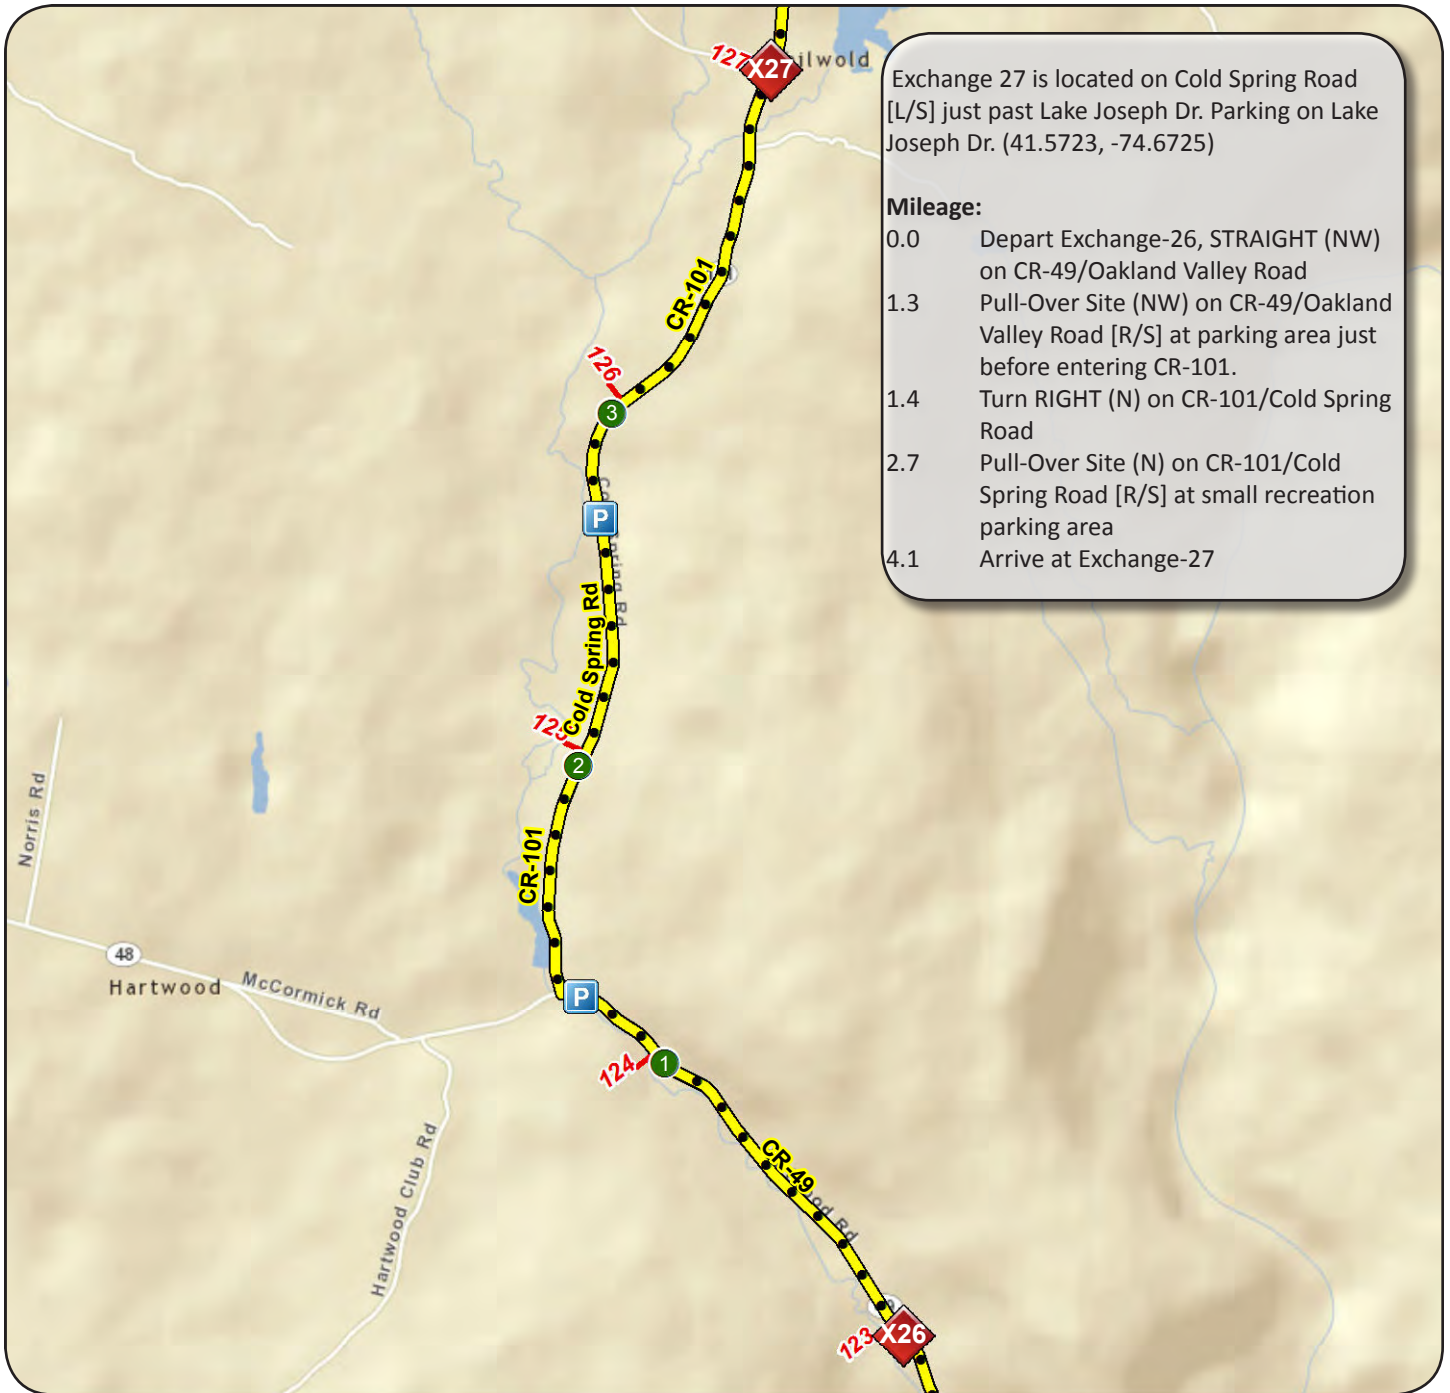 127
X27
Exchange 27 is located on Cold Spring Road
[L/S] just past Lake Joseph Dr. Parking on Lake
Joseph Dr. (41.5723, -74.6725)
Mileage:
0.0 Depart Exchange-26, STRAIGHT (NW)
on CR-49/Oakland Valley Road
1.3 Pull-Over Site (NW) on CR-49/Oakland
Valley Road [R/S] at parking area just
before entering CR-101.
1.4 Turn RIGHT (N) on CR-101/Cold Spring
Road
2.7 Pull-Over Site (N) on CR-101/Cold
Spring Road [R/S] at small recreation
parking area
4.1 Arrive at Exchange-27
CR-101
126
3
P
Cold Spring Rd
125
2
CR-101
Norris Rd
48
Hartwood
McCormick Rd
P
124
1
Hartwood Club Rd
CR-49
Rd
123
X26